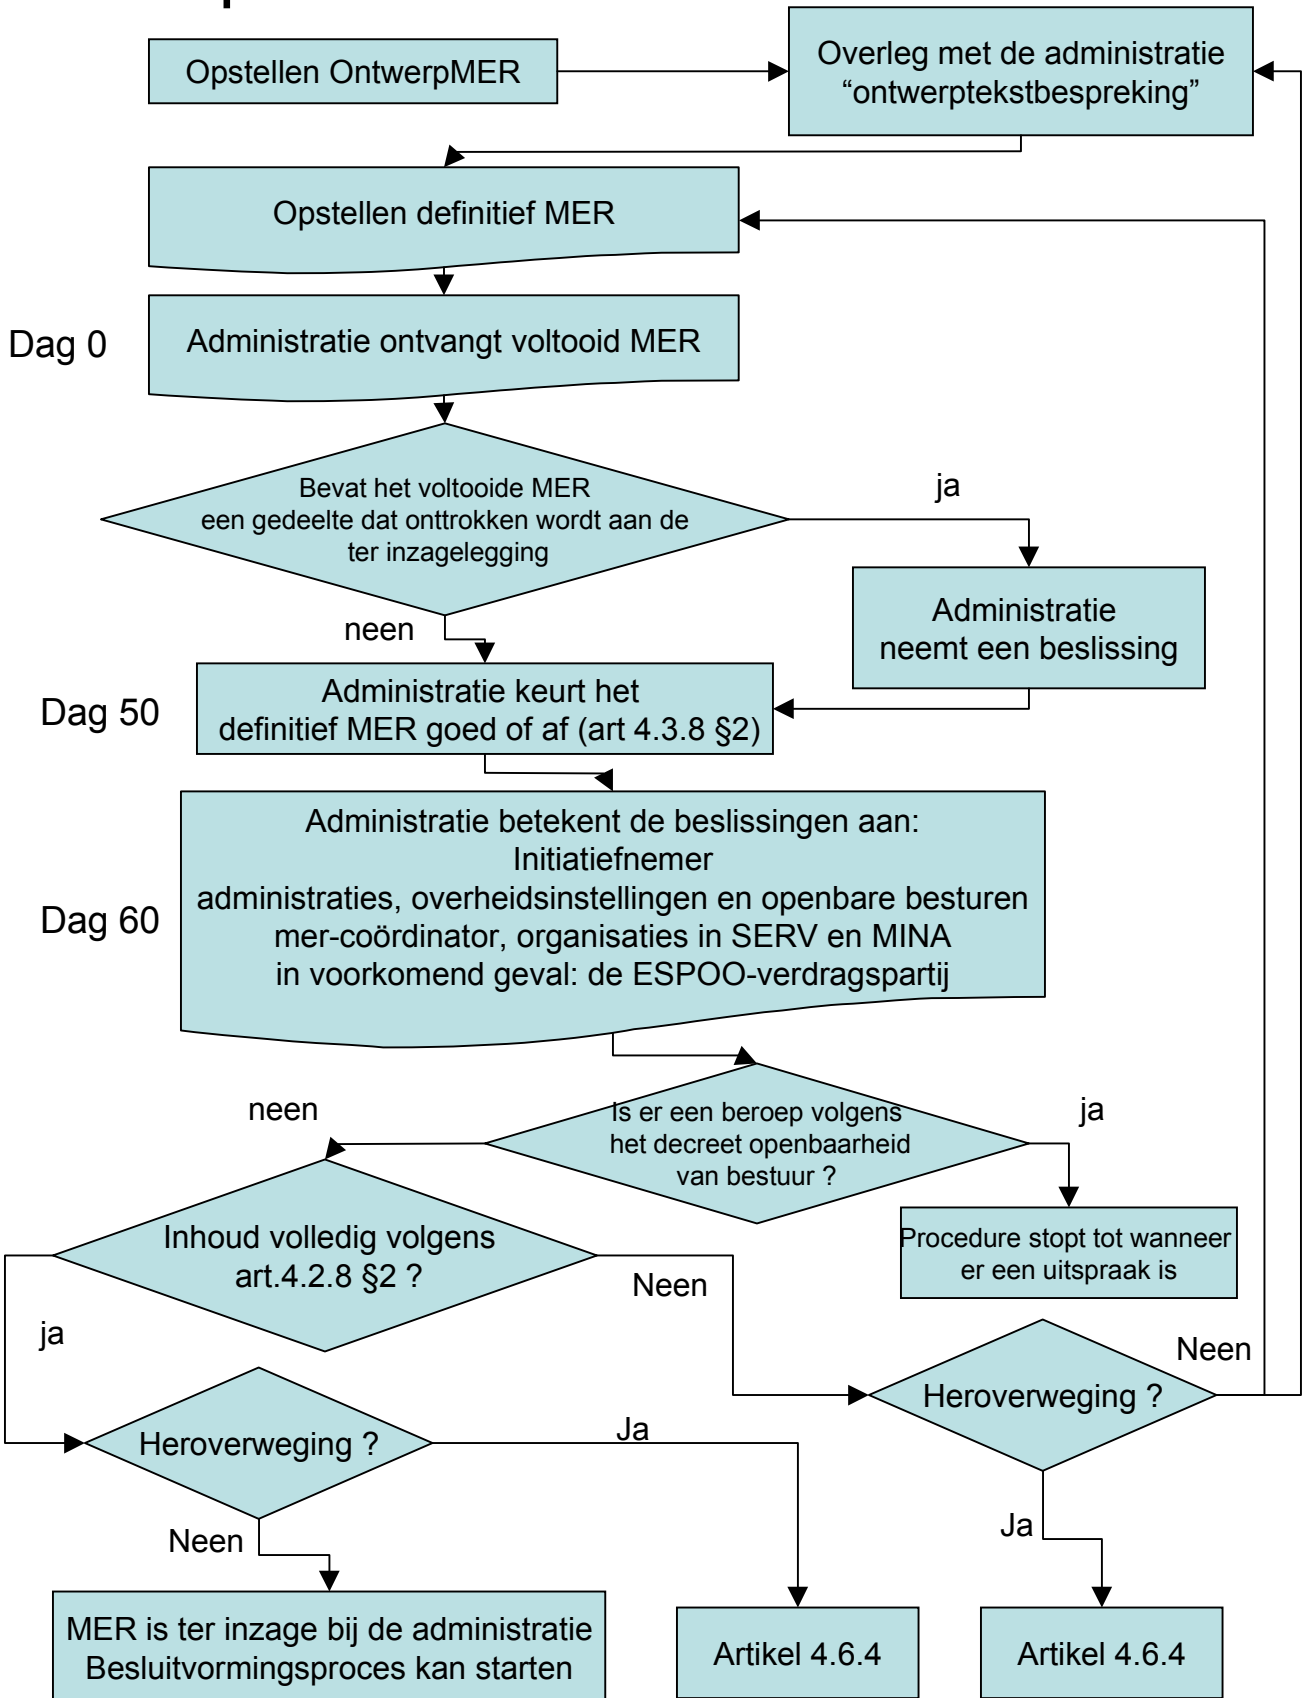 Opstellen OntwerpMER
Overleg met de administratie
“ontwerptekstbespreking”
Opstellen definitief MER
Dag 0
Administratie ontvangt voltooid MER
Bevat het voltooide MER
een gedeelte dat onttrokken wordt aan de
ter inzagelegging
ja
neen
Administratie
neemt een beslissing
Dag 50
Administratie keurt het
definitief MER goed of af (art 4.3.8 §2)
Dag 60
Administratie betekent de beslissingen aan:
Initiatiefnemer
administraties, overheidsinstellingen en openbare besturen
mer-coördinator, organisaties in SERV en MINA
in voorkomend geval: de ESPOO-verdragspartij
neen
Is er een beroep volgens
het decreet openbaarheid
van bestuur ?
ja
Inhoud volledig volgens
art.4.2.8 §2 ?
Neen
Procedure stopt tot wanneer
er een uitspraak is
ja
Neen
Heroverweging ?
Ja
Heroverweging ?
Neen
Ja
MER is ter inzage bij de administratie
Besluitvormingsproces kan starten
Artikel 4.6.4
Artikel 4.6.4